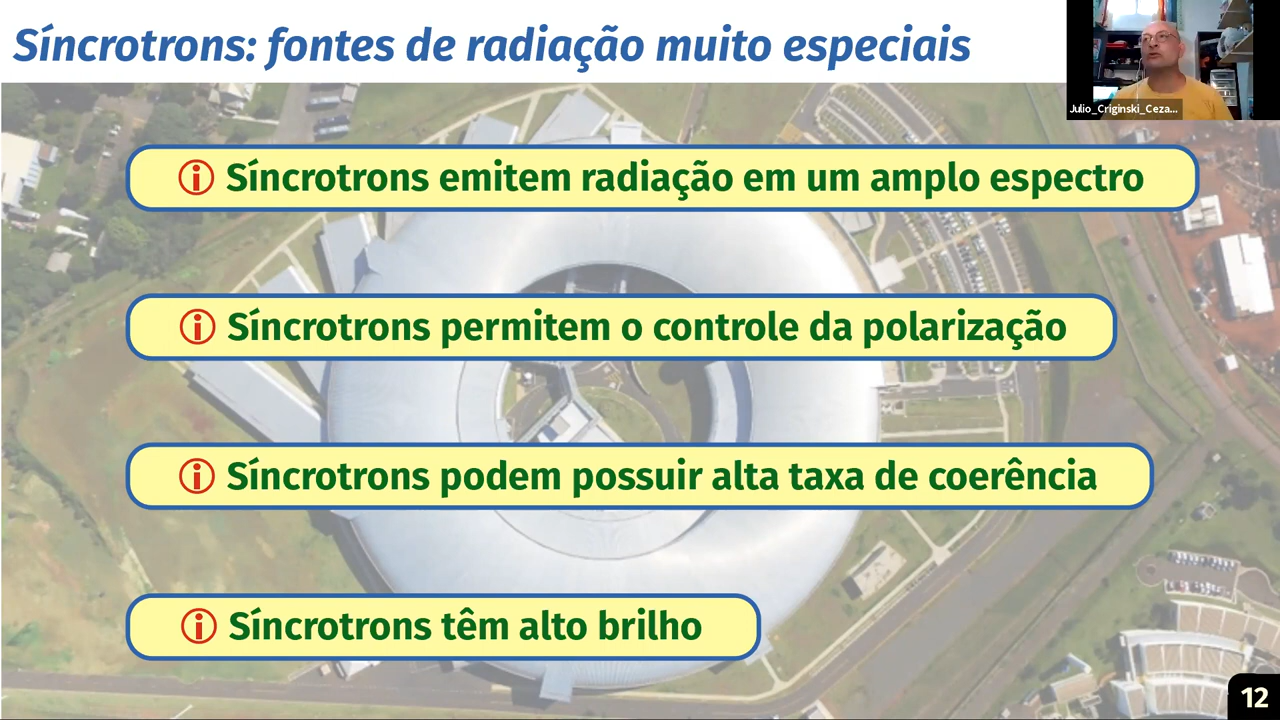 Síncrotrons: fontes de radiação muito especiais
Julio_Criginski_Ceza...
Síncrotrons emitem radiação em um amplo espectro
Síncrotrons permitem o controle da polarização
Síncrotrons podem possuir alta taxa de coerência
Síncrotrons têm alto brilho
12